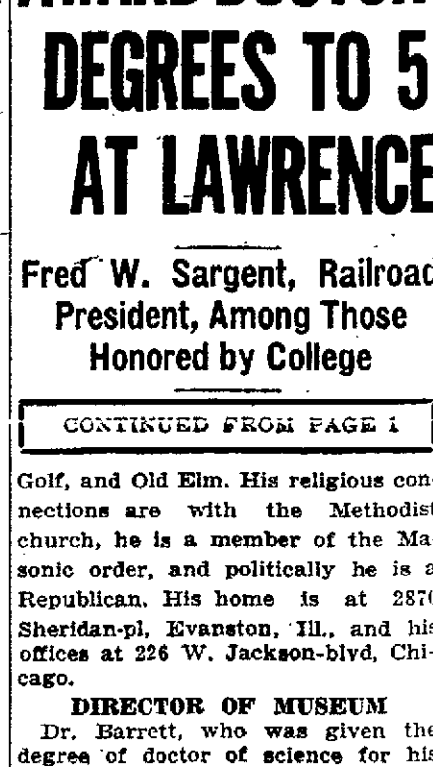 DEGREES TO 5
AT LAWRENCE
Fred W. Sargent, Railroad
President, Among Those
Honored by College
CONTINUED FROM PAGE 1
Golf, and Old Elm. His religious con-
nections are with the Methodist
church, he is a member of the Ma-
sonic order, and politically he is a
Republican. His home is at 2870
Sheridan-pl, Evanston, Ill., and his
offices at 226 W. Jackson-blvd, Chi-
cago.
DIRECTOR OF MUSEUM
Dr. Barrett, who was given the
degree of doctor of science for his